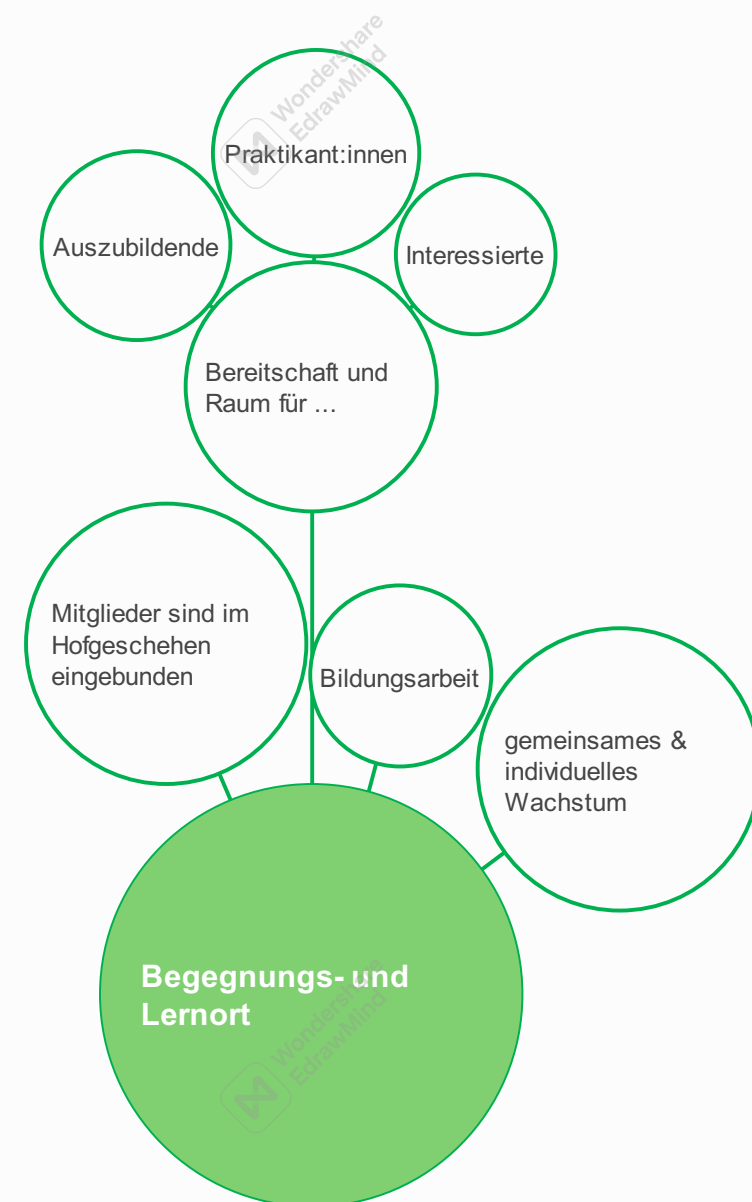 Wondershare
EdrawMind
Praktikant:innen
Auszubildende
Interessierte
Bereitschaft und
Raum für ...
Mitglieder sind im
Hofgeschehen
eingebunden
Bildungsarbeit
gemeinsames &
individuelles
Wachstum
Begegnungs- und
Lernort
Wondershare
EdrawMind